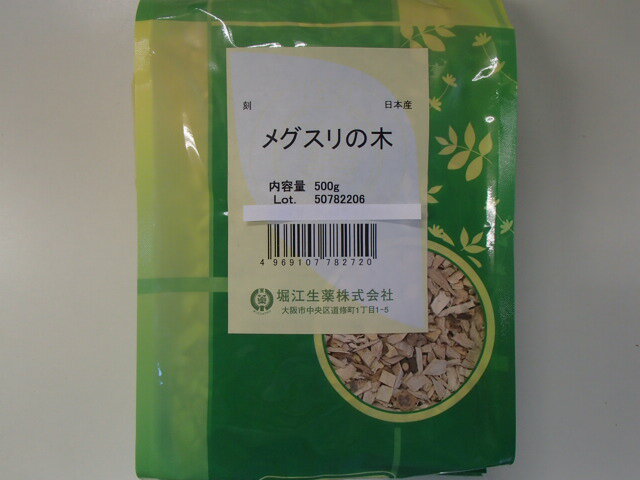 刻 日本産
メグスリの木
内容量 500g
Lot. 50782206
4 969107 782720
堀江生薬株式会社
大阪市中央区道修町1丁目1-5